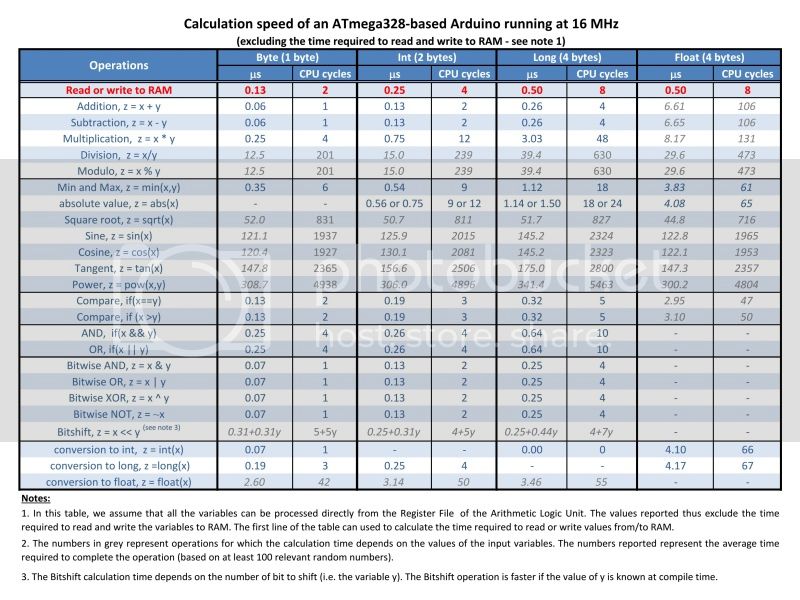 Calculation speed of an ATmega328-based Arduino running at 16 MHz
(excluding the time required to read and write to RAM - see note 1)
Operations Byte (1 byte) Int (2 bytes) Long (4 bytes) Float (4 bytes)
µs CPU cycles µs CPU cycles µs CPU cycles µs CPU cycles
Read or write to RAM 0.13 2 0.25 4 0.50 8 0.50 8
Addition, z = x + y 0.06 1 0.13 2 0.26 4 6.61 106
Subtraction, z = x - y 0.06 1 0.13 2 0.26 4 6.65 106
Multiplication, z = x * y 0.25 4 0.75 12 3.03 48 8.17 131
Division, z = x/y 12.5 201 15.0 239 39.4 630 29.6 473
Modulo, z = x % y 12.5 201 15.0 239 39.4 630 29.6 473
Min and Max, z = min(x,y) 0.35 6 0.54 9 1.12 18 3.83 61
absolute value, z = abs(x) - - 0.56 or 0.75 9 or 12 1.14 or 1.50 18 or 24 4.08 65
Square root, z = sqrt(x) 52.0 831 50.7 811 51.7 827 44.8 716
Sine, z = sin(x) 121.1 1937 125.9 2015 145.2 2324 122.8 1965
Cosine, z = cos(x) 120.4 1927 130.1 2081 145.2 2323 122.1 1953
Tangent, z = tan(x) 147.8 2365 156.6 2506 175.0 2800 147.3 2357
Power, z = pow(x,y) 308.7 4938 306.0 4896 341.4 5463 300.2 4804
Compare, if(x==y) 0.13 2 0.19 3 0.32 5 2.95 47
Compare, if (x >y) 0.13 2 0.19 3 0.32 5 3.10 50
AND, if(x && y) 0.25 4 0.26 4 0.64 10 - -
OR, if(x || y) 0.25 4 0.26 4 0.64 10 - -
Bitwise AND, z = x & y 0.07 1 0.13 2 0.25 4 - -
Bitwise OR, z = x | y 0.07 1 0.13 2 0.25 4 - -
Bitwise XOR, z = x ^ y 0.07 1 0.13 2 0.25 4 - -
Bitwise NOT, z = ~x 0.07 1 0.13 2 0.25 4 - -
Bitshift, z = x << y (see note 3) 0.31+0.31y 5+5y 0.25+0.31y 4+5y 0.25+0.44y 4+7y - -
conversion to int, z = int(x) 0.07 1 - - 0.00 0 4.10 66
conversion to long, z =long(x) 0.19 3 0.25 4 - - 4.17 67
conversion to float, z = float(x) 2.60 42 3.14 50 3.46 55 - -
photobucket
host. store. share.
Notes:
1. In this table, we assume that all the variables can be processed directly from the Register File of the Arithmetic Logic Unit. The values reported thus exclude the time
required to read and write the variables to RAM. The first line of the table can used to calculate the time required to read or write values from/to RAM.
2. The numbers in grey represent operations for which the calculation time depends on the values of the input variables. The numbers reported represent the average time
required to complete the operation (based on at least 100 relevant random numbers).
3. The Bitshift calculation time depends on the number of bit to shift (i.e. the variable y). The Bitshift operation is faster if the value of y is known at compile time.